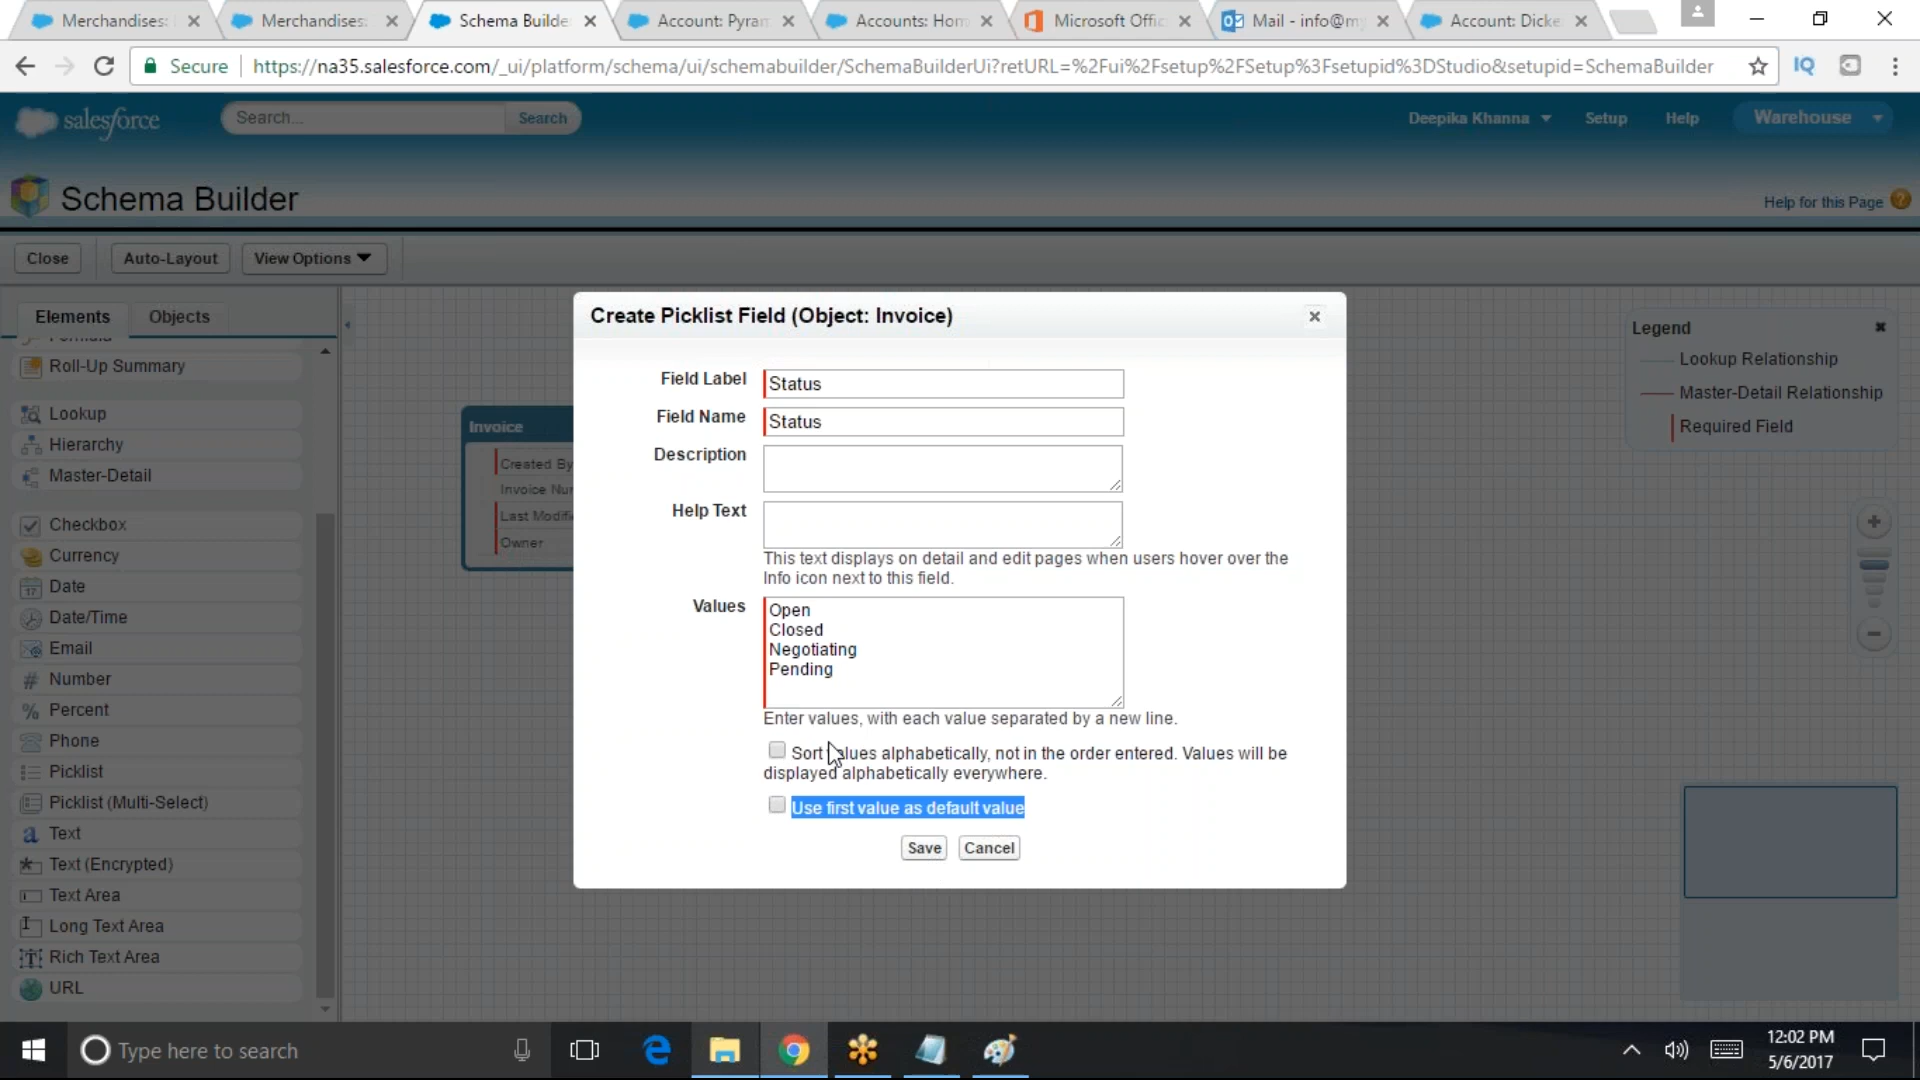 Merchandises:
Merchandises:
Schema Builde
Account: Pyram
Accounts: Hom
Microsoft Offic
Mail - info@my
Account: Dicke
Secure
https://na35.salesforce.com/_ui/platform/schema/ui/schemabuilder/SchemaBuilderUi?retURL=%2Fui%2Fsetup%2FSetup%3Fsetupid%3DStudio&setupid=SchemaBuilder
IQ
salesforce
Search...
Search
Deepika Khanna
Setup
Help
Warehouse
Schema Builder
Help for this Page
Close
Auto-Layout
View Options
Elements
Objects
Formula
Roll-Up Summary
Lookup
Hierarchy
Master-Detail
Checkbox
Currency
Date
Date/Time
Email
Number
Percent
Phone
Picklist
Picklist (Multi-Select)
Text
Text (Encrypted)
Text Area
Long Text Area
Rich Text Area
URL
Invoice
Created By
Invoice Num
Last Modifie
Owner
Create Picklist Field (Object: Invoice)
Field Label
Status
Field Name
Status
Description
Help Text
This text displays on detail and edit pages when users hover over the
Info icon next to this field.
Values
Open
Closed
Negotiating
Pending
Enter values, with each value separated by a new line.
Sort values alphabetically, not in the order entered. Values will be
displayed alphabetically everywhere.
Use first value as default value
Save
Cancel
Legend
Lookup Relationship
Master-Detail Relationship
Required Field
Type here to search
12:02 PM
5/6/2017